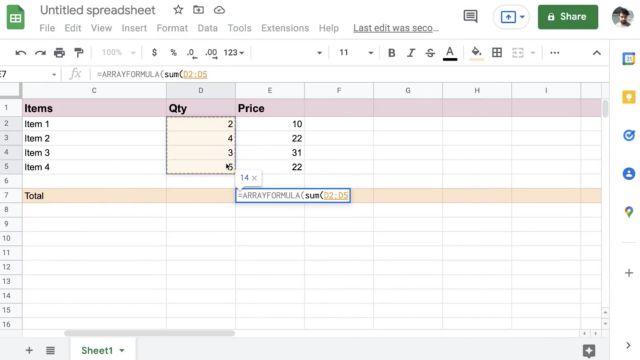 Untitled spreadsheet
File Edit View Insert Format Data Tools Extensions Help Last edit was seco...
Share
100% $ % .0 .00 123 11 B I S A
E7 fx =ARRAYFORMULA(sum(D2:D5
C D E F G H I
1 Items Qty Price
2 Item 1 2 10
3 Item 2 4 22
4 Item 3 3 31
5 Item 4 5 22
6 14 ×
7 Total =ARRAYFORMULA(sum(D2:D5
8
9
10
11
12
13
14
15
16
Sheet1